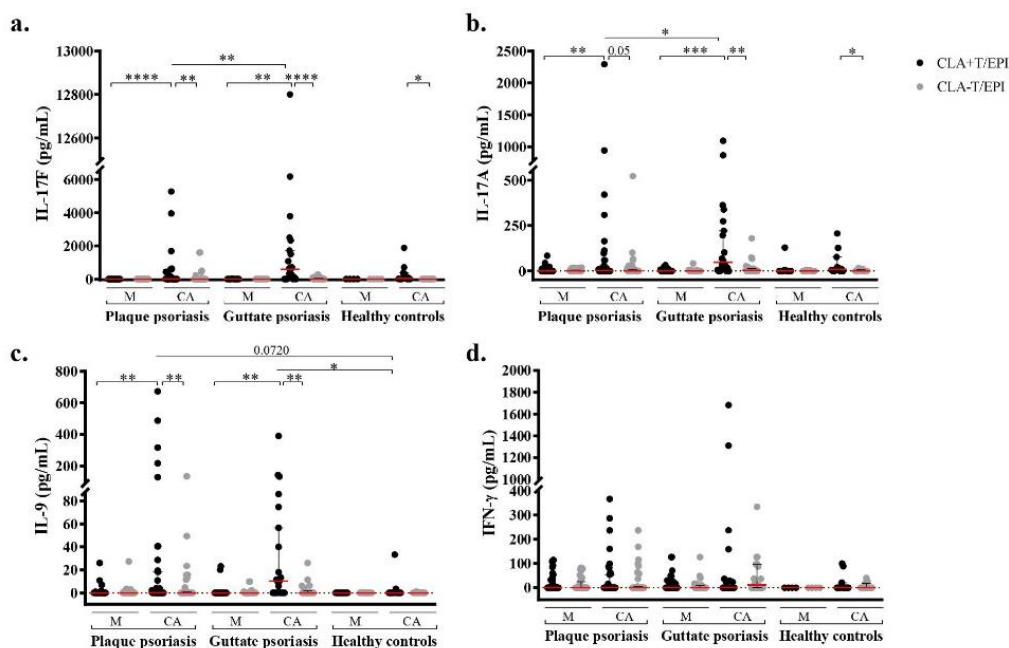 a.
13000
12800
12600
6000
4000
2000
0
IL-17F (pg/mL)
**
**** ** ** ****
*
M CA M CA M CA
Plaque psoriasis Guttate psoriasis Healthy controls
b.
2500
2000
1500
1000
500
250
0
IL-17A (pg/mL)
*
** 0.05 *** **
*
M CA M CA M CA
Plaque psoriasis Guttate psoriasis Healthy controls
CLA+T/EPI
CLA-T/EPI
c.
800
600
400
200
80
60
40
20
0
IL-9 (pg/mL)
0.0720
*
** ** ** **
M CA M CA M CA
Plaque psoriasis Guttate psoriasis Healthy controls
d.
2000
1800
1600
1400
1200
1000
400
300
200
100
0
IFN-γ (pg/mL)
M CA M CA M CA
Plaque psoriasis Guttate psoriasis Healthy controls